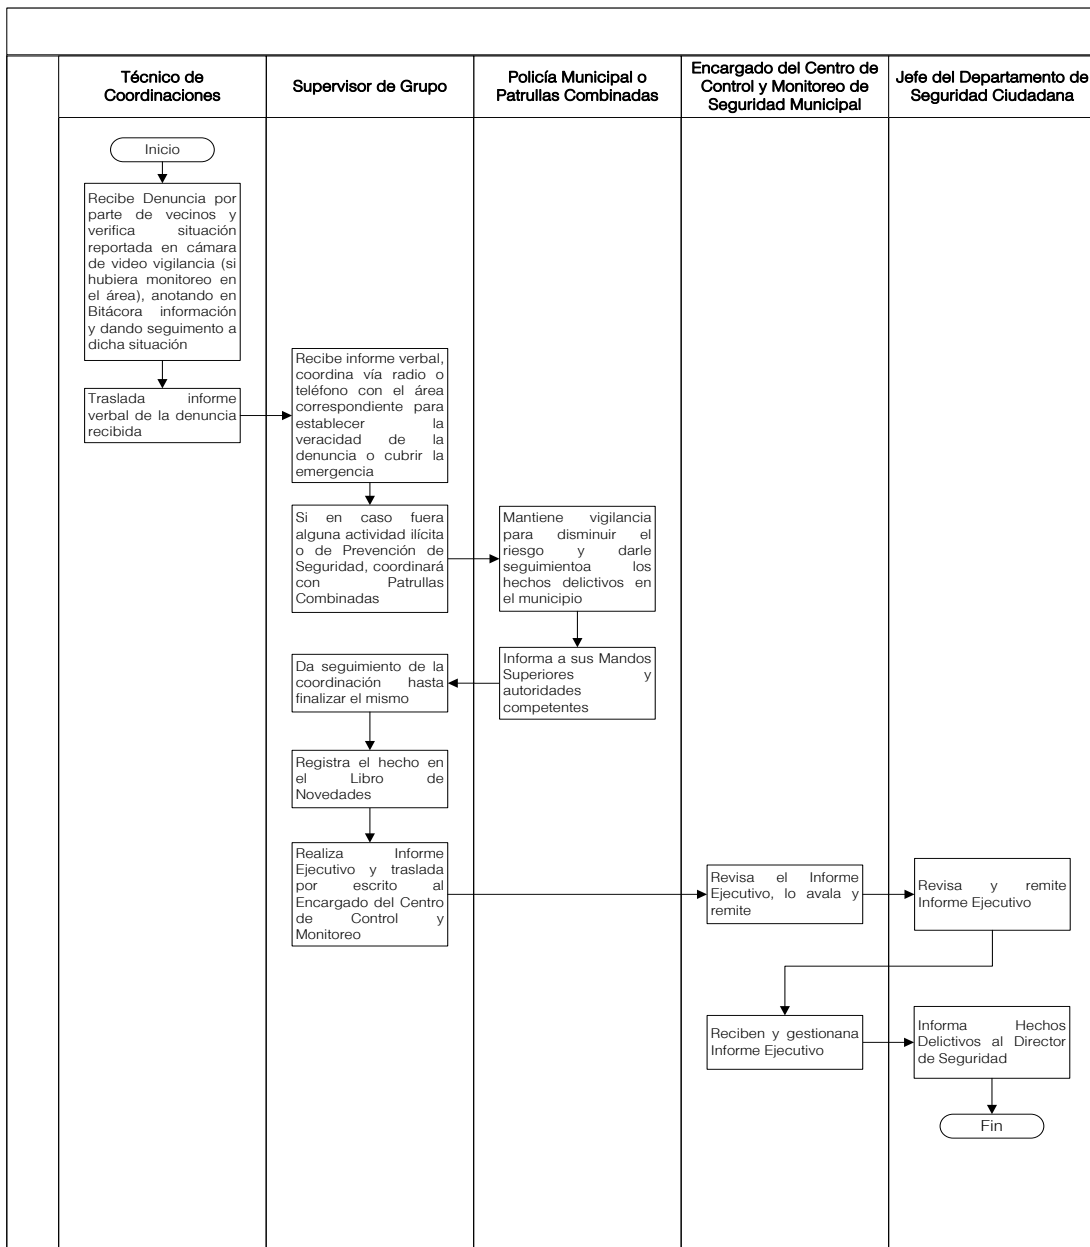 Técnico de
Coordinaciones
Supervisor de Grupo
Policía Municipal o
Patrullas Combinadas
Encargado del Centro de
Control y Monitoreo de
Seguridad Municipal
Jefe del Departamento de
Seguridad Ciudadana
Inicio
Recibe Denuncia por
parte de vecinos y
verifica situación
reportada en cámara
de video vigilancia (si
hubiera monitoreo en
el área), anotando en
Bitácora información
y dando seguimento a
dicha situación
Traslada informe
verbal de la denuncia
recibida
Recibe informe verbal,
coordina vía radio o
teléfono con el área
correspondiente para
establecer la
veracidad de la
denuncia o cubrir la
emergencia
Si en caso fuera
alguna actividad ilícita
o de Prevención de
Seguridad, coordinará
con Patrullas
Combinadas
Mantiene vigilancia
para disminuir el
riesgo y darle
seguimientoa los
hechos delictivos en
el municipio
Informa a sus Mandos
Superiores y
autoridades
competentes
Da seguimiento de la
coordinación hasta
finalizar el mismo
Registra el hecho en
el Libro de
Novedades
Realiza Informe
Ejecutivo y traslada
por escrito al
Encargado del Centro
de Control y
Monitoreo
Revisa el Informe
Ejecutivo, lo avala y
remite
Revisa y remite
Informe Ejecutivo
Reciben y gestionana
Informe Ejecutivo
Informa Hechos
Delictivos al Director
de Seguridad
Fin